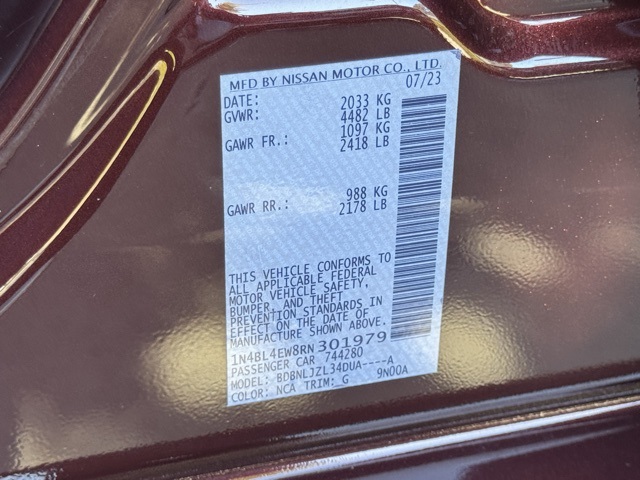 MFD BY NISSAN MOTOR CO., LTD.
07/23
DATE: 2033 KG
GVWR: 4482 LB
1097 KG
GAWR FR.: 2418 LB
988 KG
GAWR RR.: 2178 LB
THIS VEHICLE CONFORMS TO
ALL APPLICABLE FEDERAL
MOTOR VEHICLE SAFETY,
BUMPER, AND THEFT
PREVENTION STANDARDS IN
EFFECT ON THE DATE OF
MANUFACTURE SHOWN ABOVE.
1N4BL4EW8RN301979
PASSENGER CAR 744280
MODEL: BDBNLJZL34DUA----A
COLOR: NCA TRIM: G 9N00A